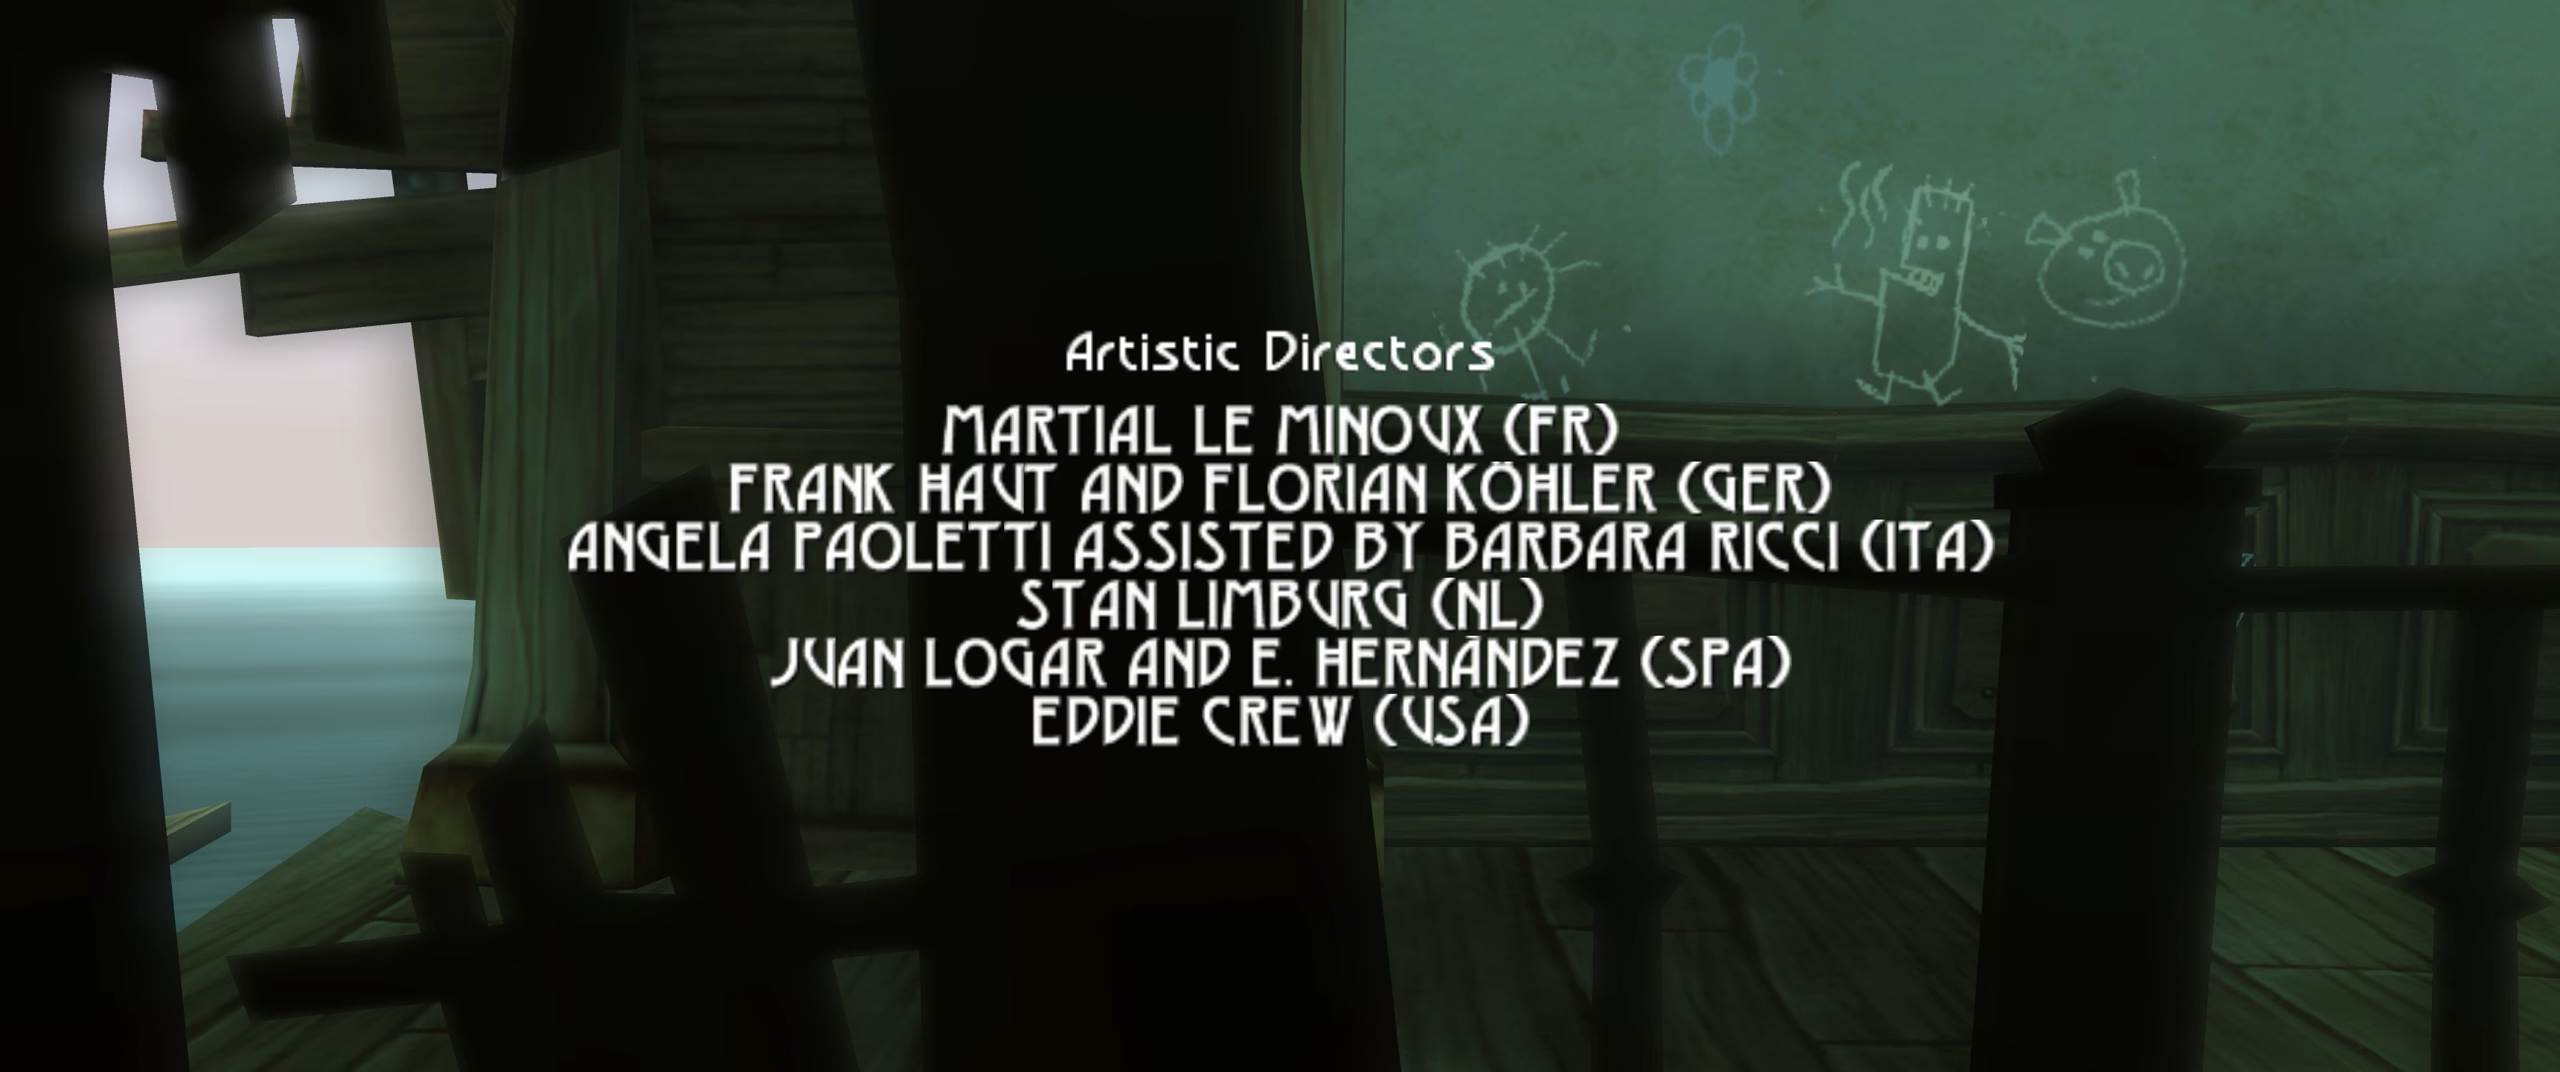 Artistic Directors
MARTIAL LE MINOUX (FR)
FRANK HAUT AND FLORIAN KÖHLER (GER)
ANGELA PAOLETTI ASSISTED BY BARBARA RICCI (ITA)
STAN LIMBURG (NL)
JUAN LOGAR AND E. HERNÁNDEZ (SPA)
EDDIE CREW (USA)